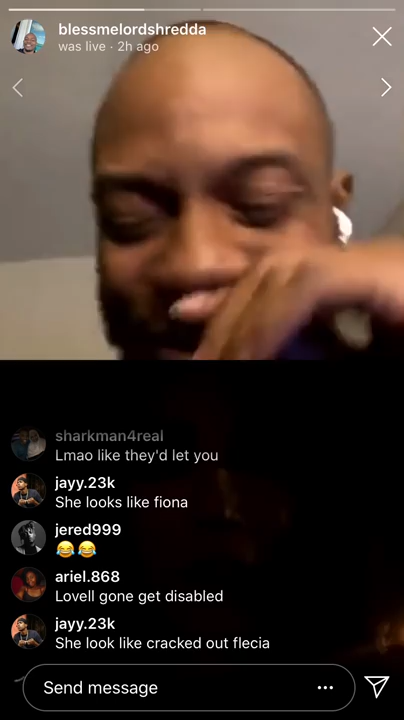 blessmelordshredda
was live · 2h ago
sharkman4real
Lmao like they'd let you
jayy.23k
She looks like fiona
jered999
😂😂
ariel.868
Lovell gone get disabled
jayy.23k
She look like cracked out flecia
Send message